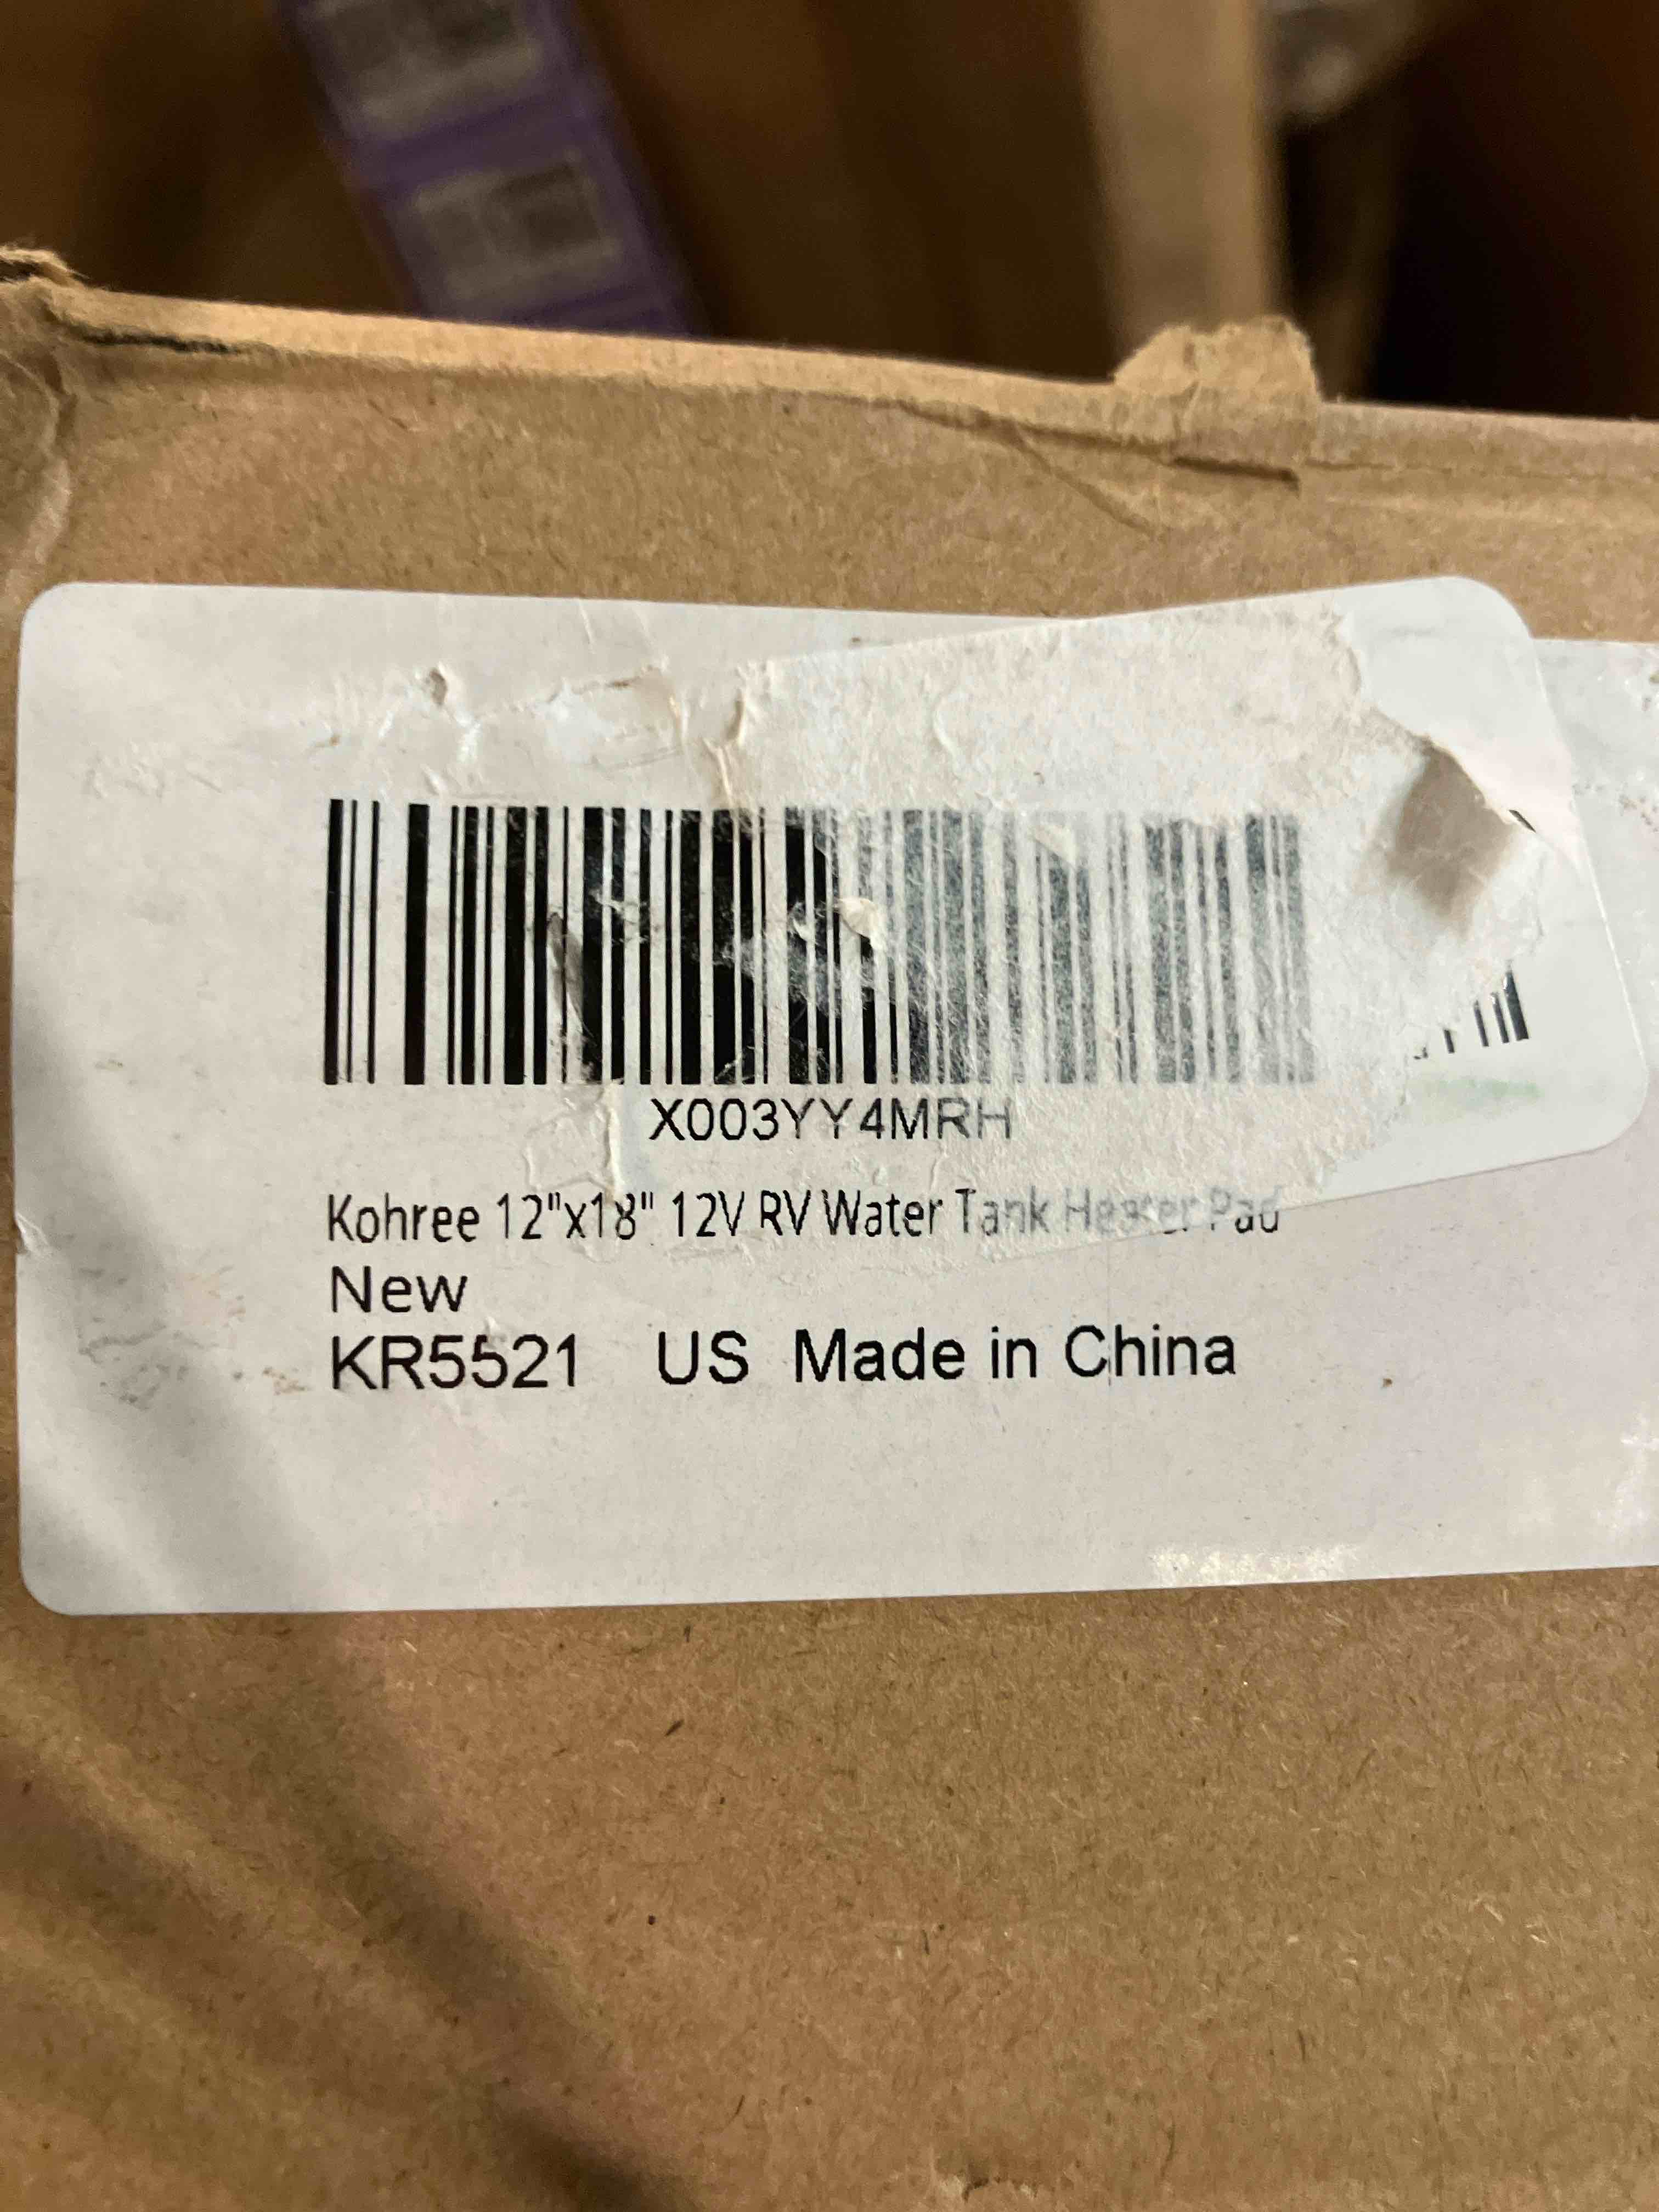 X003YY4MRH
Kohree 12"x18" 12V RV Water Tank Heater Pad
New
KR5521 US Made in China